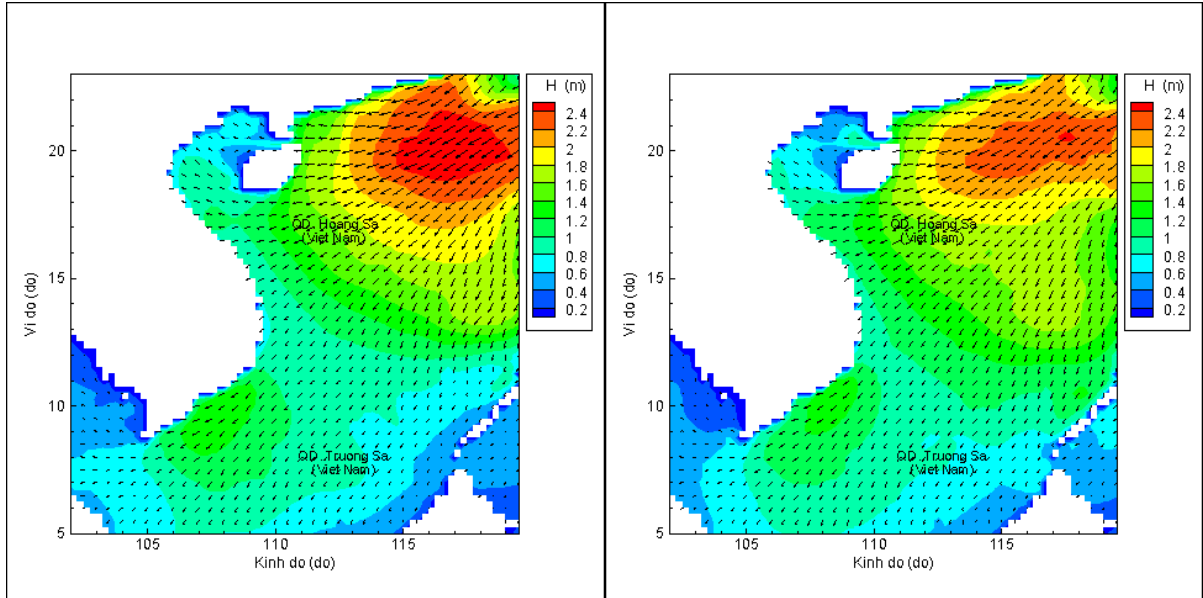 H (m)
2.4
2.2
2
1.8
1.6
1.4
1.2
1
0.8
0.6
0.4
0.2
20
15
10
5
Vi do (do)
QD. Hoang Sa
(Viet Nam)
QD. Truong Sa
(Viet Nam)
105
110
115
Kinh do (do)
H (m)
2.4
2.2
2
1.8
1.6
1.4
1.2
1
0.8
0.6
0.4
0.2
20
15
10
5
Vi do (do)
QD. Hoang Sa
(Viet Nam)
QD. Truong Sa
(Viet Nam)
105
110
115
Kinh do (do)